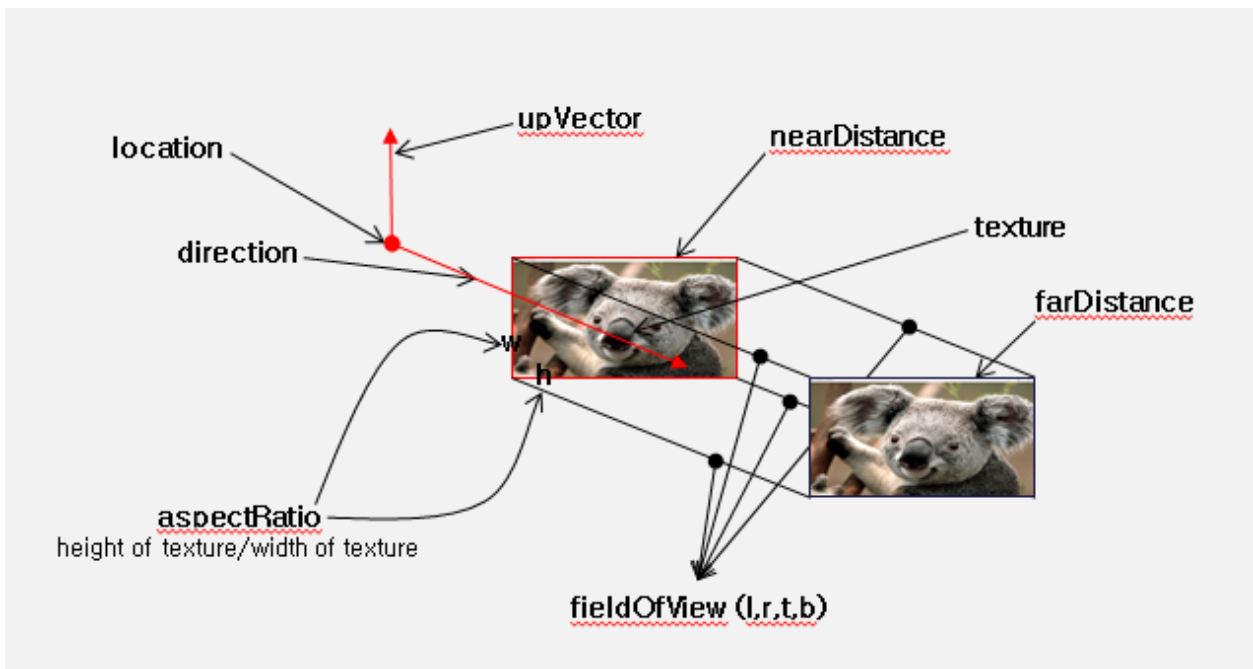 upVector
nearDistance
location
texture
direction
farDistance
w
h
aspectRatio
height of texture/width of texture
fieldOfView (l,r,t,b)